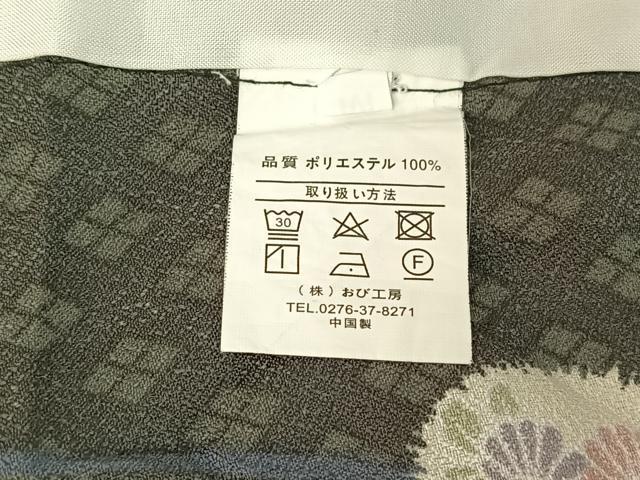 品質 ポリエステル 100%
取り扱い方法
30
F
（株）おび工房
TEL.0276-37-8271
中国製